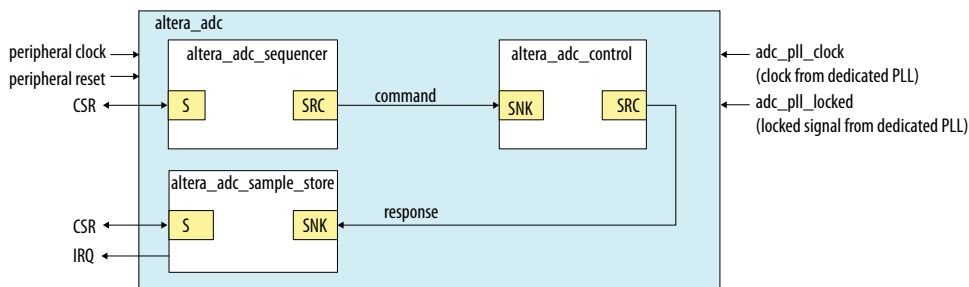 altera_adc
peripheral clock
peripheral reset
CSR
altera_adc_sequencer
S
SRC
command
altera_adc_control
SNK
SRC
adc_pll_clock
(clock from dedicated PLL)
adc_pll_locked
(locked signal from dedicated PLL)
altera_adc_sample_store
CSR
S
SNK
response
IRQ